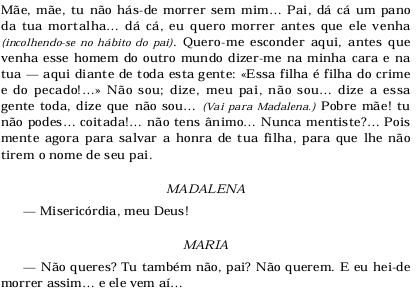 Mãe, mãe, tu não hás-de morrer sem mim... Pai, dá cá um pano
da tua mortalha... dá cá, eu quero morrer antes que ele venha
(incolhendo-se no hábito do pai). Quero-me esconder aqui, antes que
venha esse homem do outro mundo dizer-me na minha cara e na
tua — aqui diante de toda esta gente: «Essa filha é filha do crime
e do pecado!...» Não sou; dize, meu pai, não sou... dize a essa
gente toda, dize que não sou... (Vai para Madalena.) Pobre mãe! tu
não podes... coitada!... não tens ânimo... Nunca mentiste?... Pois
mente agora para salvar a honra de tua filha, para que lhe não
tirem o nome de seu pai.
MADALENA
— Misericórdia, meu Deus!
MARIA
— Não queres? Tu também não, pai? Não querem. E eu hei-de
morrer assim... e ele vem aí...